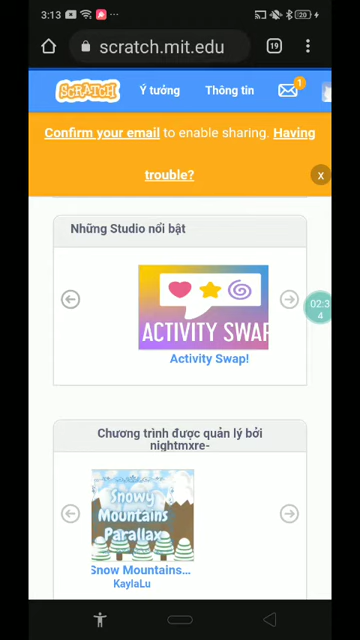 3:13
20
scratch.mit.edu
19
SCRATCH
Ý tưởng
Thông tin
1
Confirm your email to enable sharing. Having
trouble?
x
Những Studio nổi bật
02:3
4
ACTIVITY SWAP
Activity Swap!
Chương trình được quản lý bởi
nightmxre-
Snowy
Mountains
Parallax
Snow Mountains...
KaylaLu